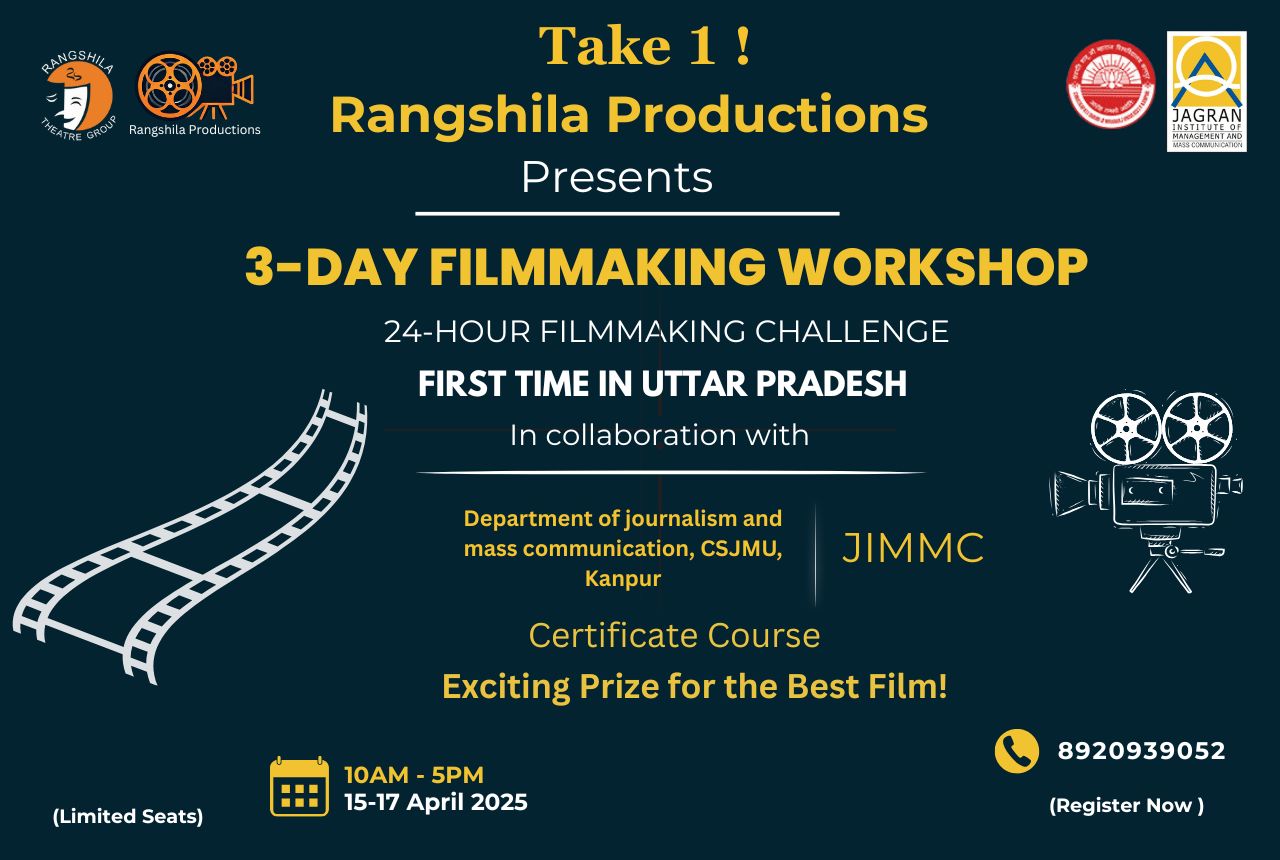 Take 1 !
RANGSHILA
THEATRE GROUP
Rangshila Productions
Rangshila Productions
Presents
JAGRAN
INSTITUTE OF
MANAGEMENT AND
MASS COMMUNICATION
3-DAY FILMMAKING WORKSHOP
24-HOUR FILMMAKING CHALLENGE
FIRST TIME IN UTTAR PRADESH
In collaboration with
Department of journalism and
mass communication, CSJMU,
Kanpur
JIMMC
Certificate Course
Exciting Prize for the Best Film!
10AM - 5PM
15-17 April 2025
(Limited Seats)
8920939052
(Register Now )